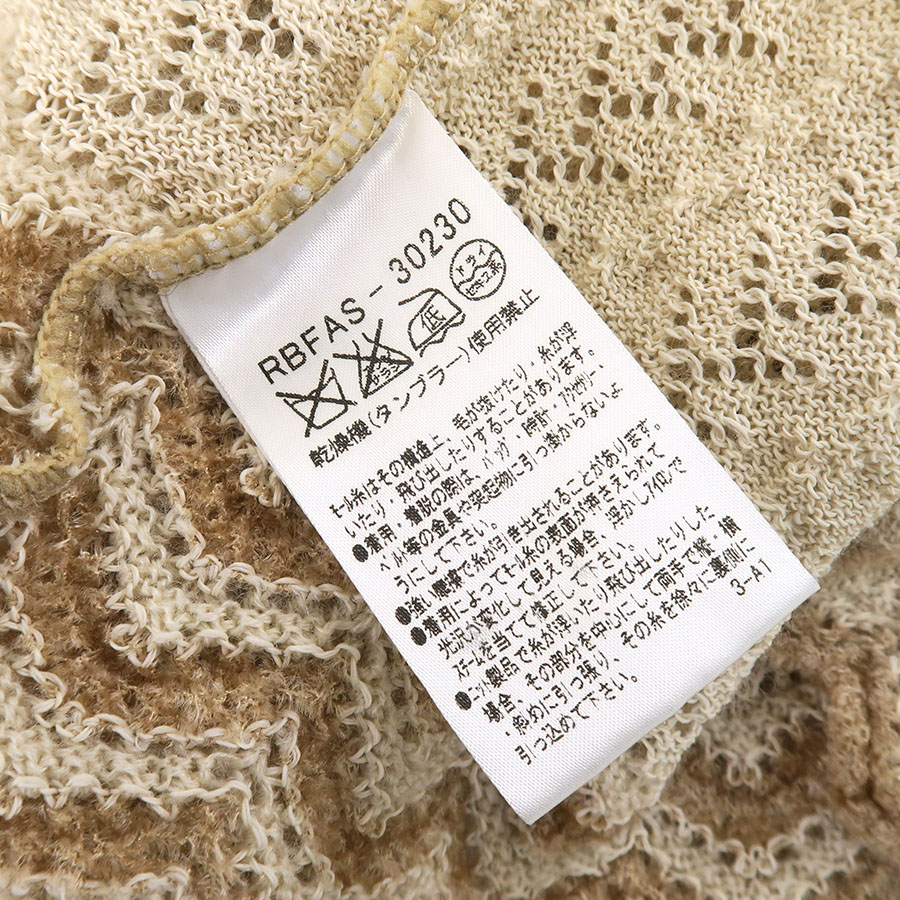 RBFAS-30230
ドライ
セキユ系
エンソ
サラシ
低
乾燥機(タンブラー)使用禁止
モール糸はその構造上、毛が抜けたり・糸が浮
いたり・飛び出したりすることがあります。
●着用・着脱の際は、バッグ・時計・アクセサリー・
ベルト等の金具や突起物に引っ掛からないよ
うにして下さい。
●強い摩擦で糸が引き出されることがあります。
●着用によってモール糸の表面が押さえられて
光沢が変化して見える場合、浮かしアイロンで
スチームを当てて修正して下さい。
●ニット製品で糸が浮いたり飛び出したりした
場合、その部分を中心にして両手で縦・横・
斜めに引っ張り、その糸を徐々に裏側に
引っ込めて下さい。
3-A1